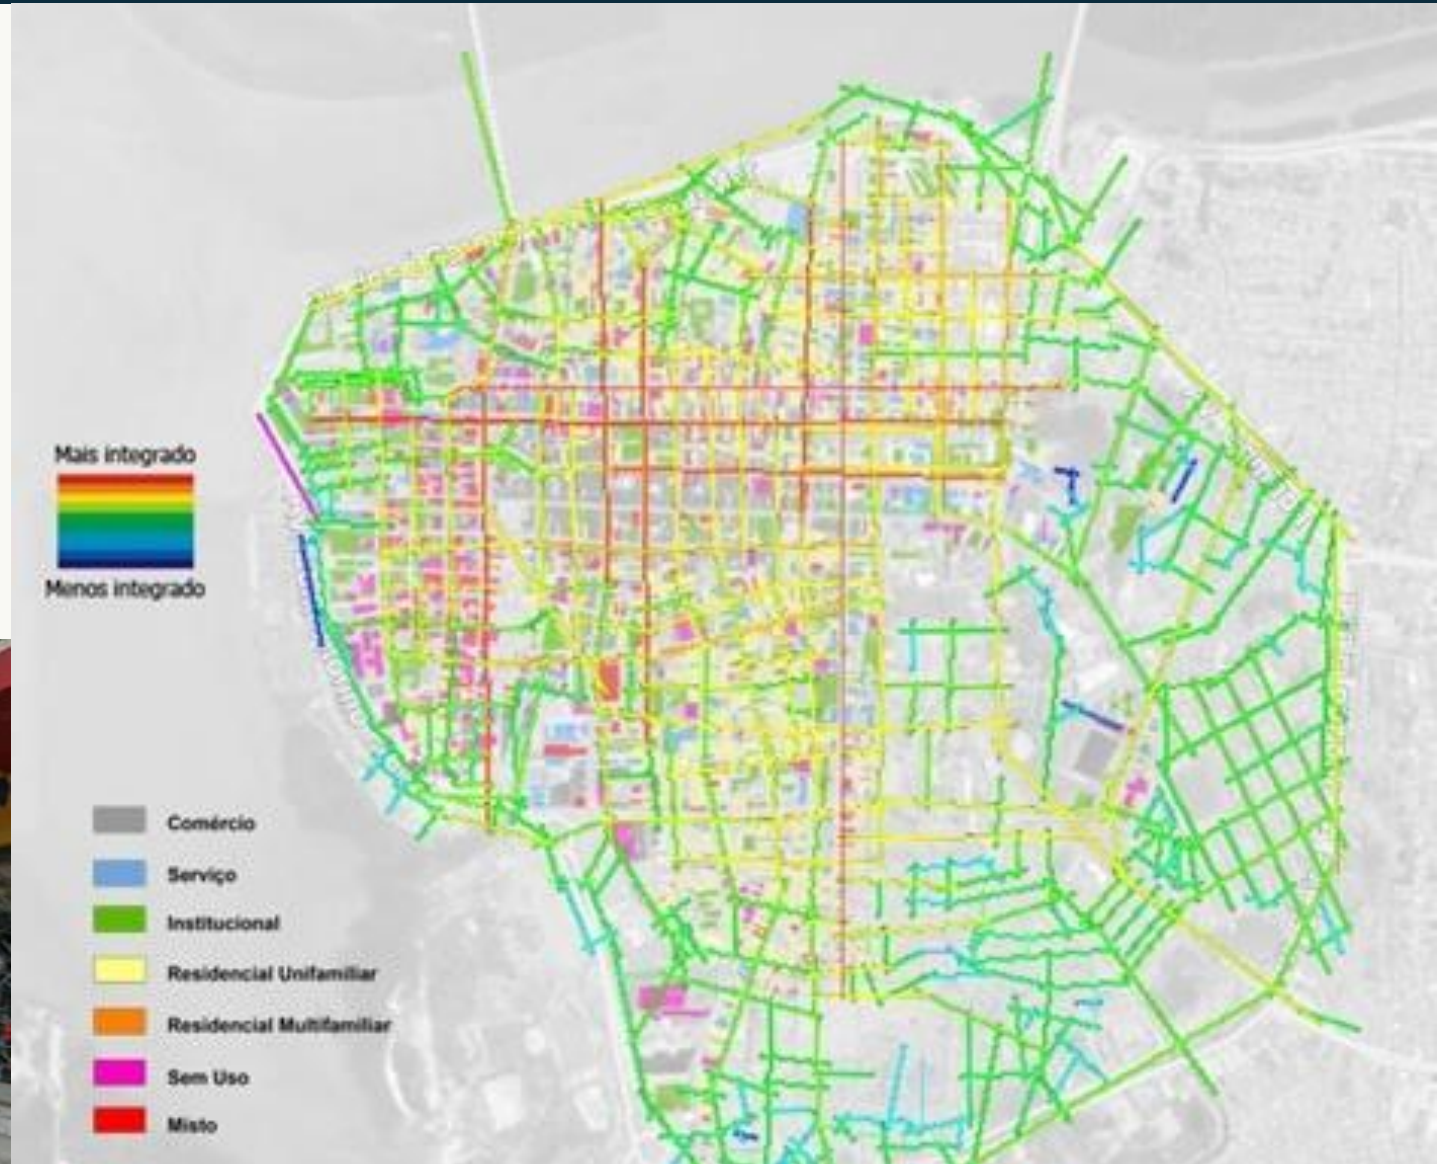 Mais integrado
Menos integrado
Comércio
Serviço
Institucional
Residencial Unifamiliar
Residencial Multifamiliar
Sem Uso
Misto